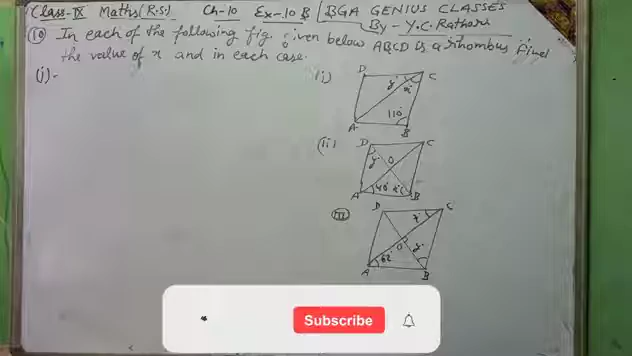 Class-IX Maths (R.S.) Ch-10 Ex-10 B BGA GENIUS CLASSES
By - Y.C. Rathore
(10) In each of the following fig. given below ABCD is a rhombus find
the value of x and in each case.
(i)-
i)
D C
y° x°
110°
A B
(ii)
D C
y° O
A 40° x° B
(iii)
D C
x
O y°
62°
A B
Subscribe